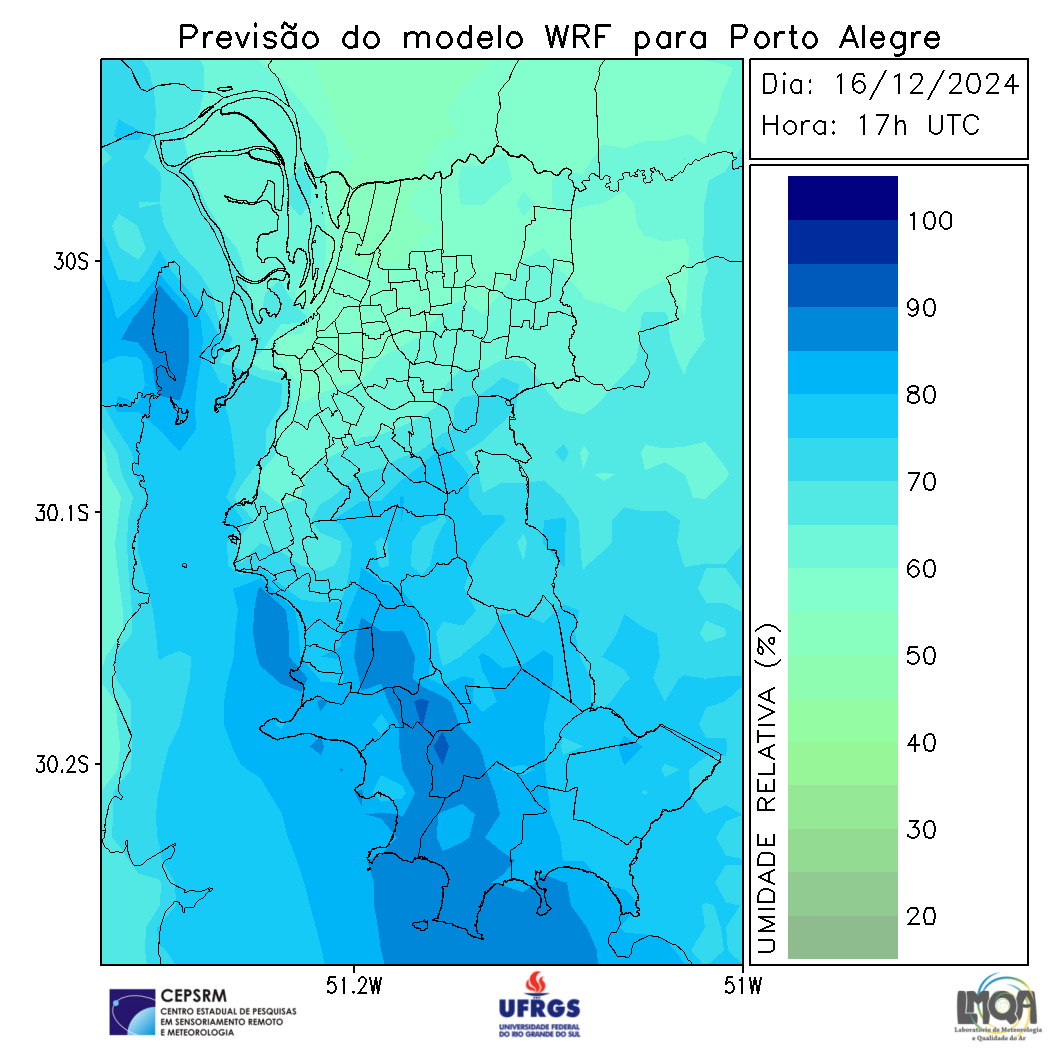 Previsão do modelo WRF para Porto Alegre
Dia: 16/12/2024
Hora: 17h UTC
100
90
80
70
60
50
40
30
20
UMIDADE RELATIVA (%)
30S
30.1S
30.2S
51.2W
51W
CEPSRM
CENTRO ESTADUAL DE PESQUISAS
EM SENSORIAMENTO REMOTO
E METEOROLOGIA
UFRGS
UNIVERSIDADE FEDERAL
DO RIO GRANDE DO SUL
LMQA
Laboratório de Meteorologia
e Qualidade do Ar